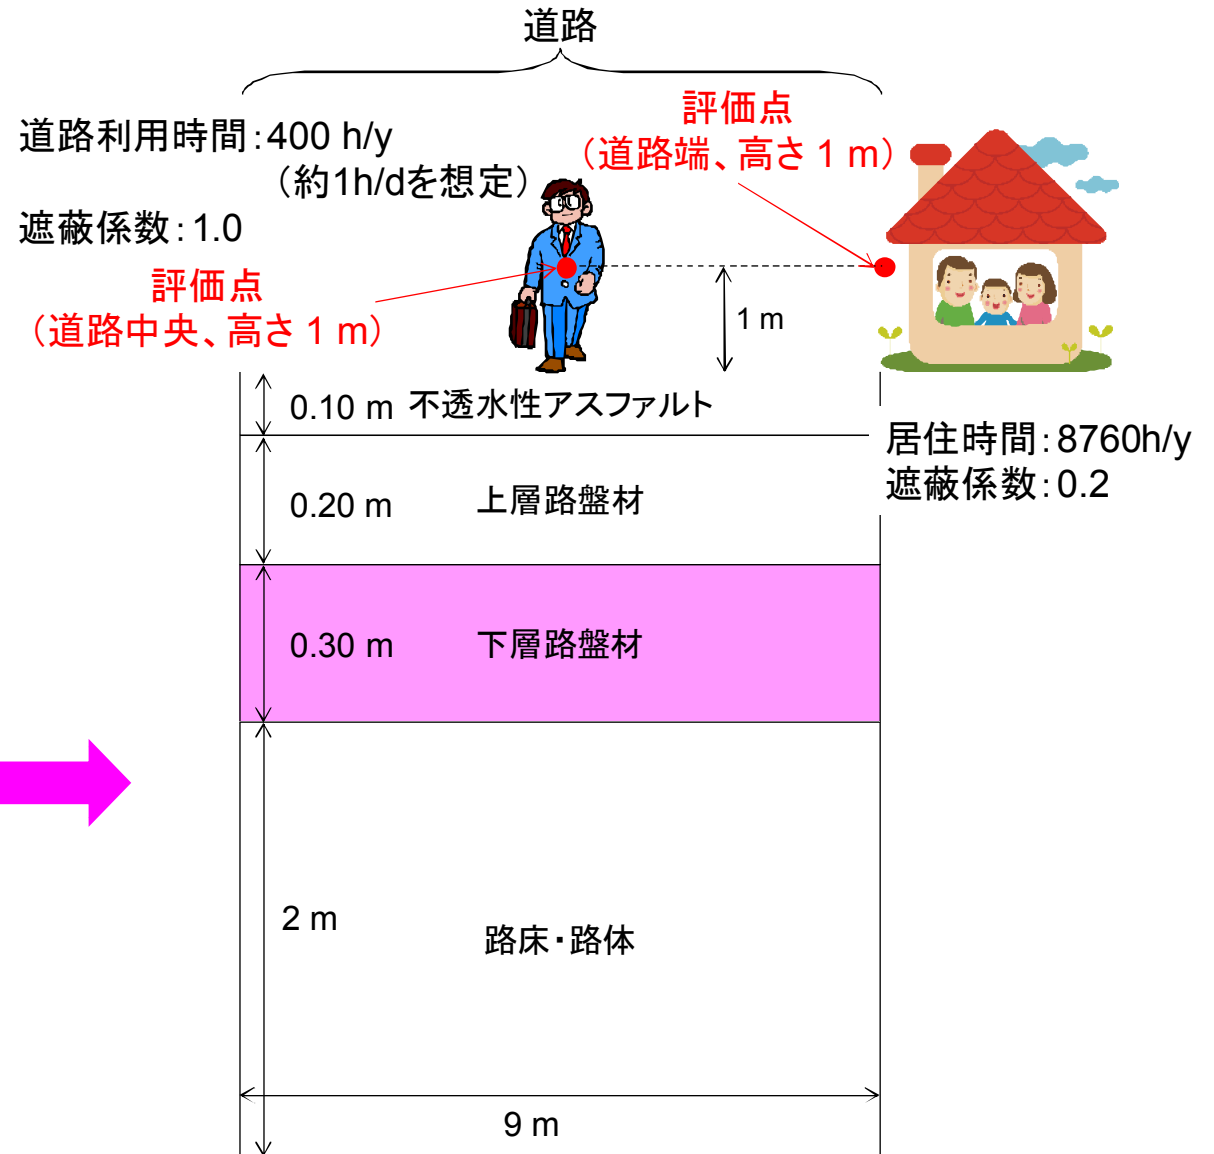 道路
道路利用時間：400 h/y
（約1h/dを想定）
遮蔽係数：1.0
評価点
（道路中央、高さ 1 m）
評価点
（道路端、高さ 1 m）
1 m
0.10 m 不透水性アスファルト
居住時間：8760h/y
遮蔽係数：0.2
0.20 m 上層路盤材
0.30 m 下層路盤材
2 m 路床・路体
9 m